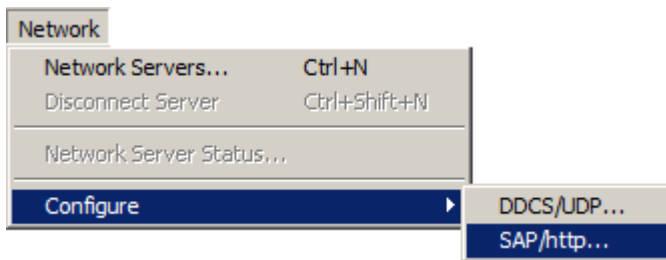 Network
Network Servers... Ctrl+N
Disconnect Server Ctrl+Shift+N
Network Server Status...
Configure
DDCS/UDP...
SAP/http...